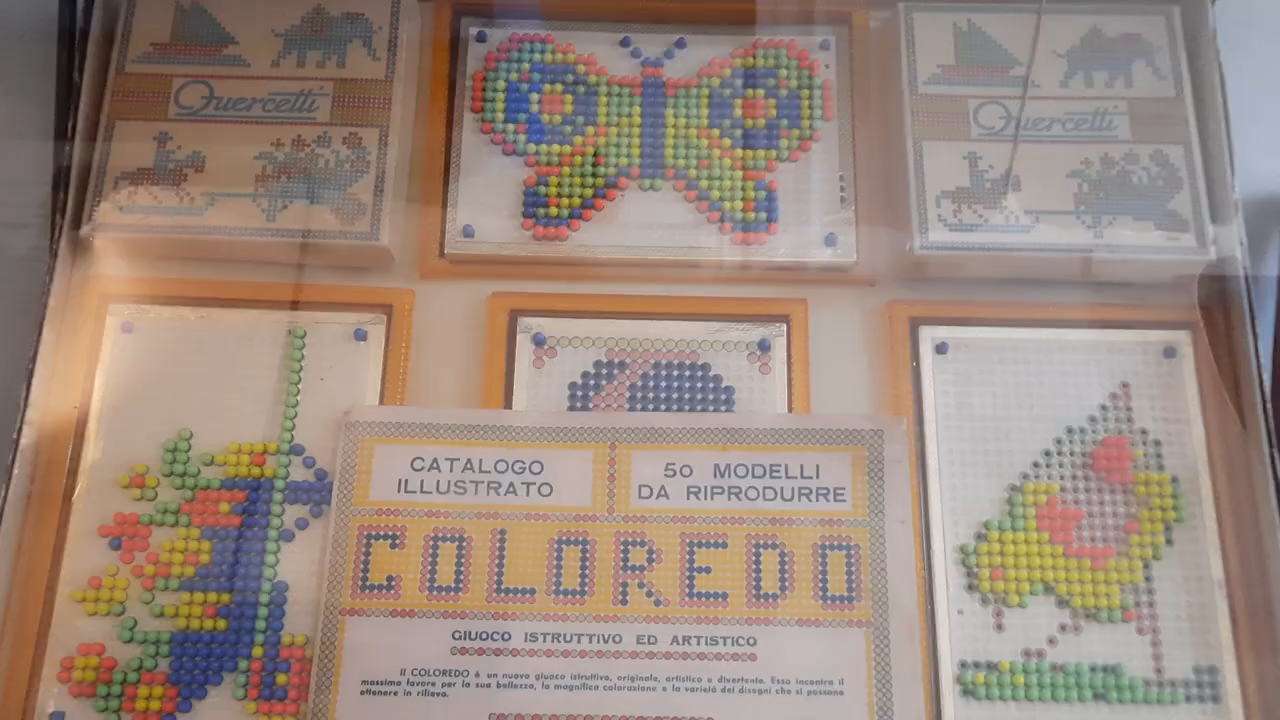 Quercetti
Quercetti
CATALOGO
ILLUSTRATO
50 MODELLI
DA RIPRODURRE
COLOREDO
GIUOCO ISTRUTTIVO ED ARTISTICO
Il COLOREDO è un nuovo giuoco istruttivo, originale, artistico e divertente. Esso incontra il
massimo favore per la sua bellezza, la magnifica colorazione e la varietà dei disegni che si possono
ottenere in rilievo.